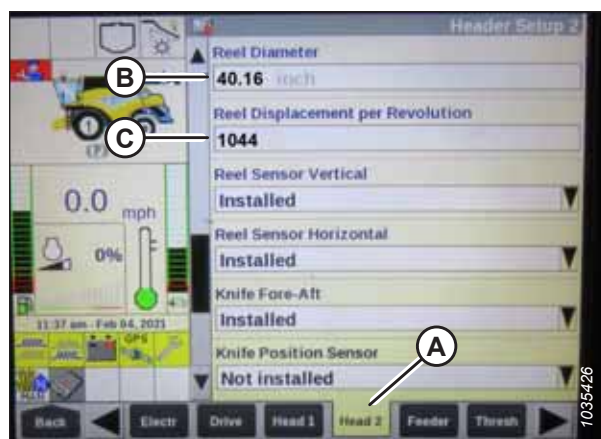 Header Setup 2
Reel Diameter
B
40.16 inch
Reel Displacement per Revolution
C
1044
Reel Sensor Vertical
Installed
0.0 mph
Reel Sensor Horizontal
0%
Installed
Knife Fore-Aft
Installed
11:37 am - Feb 04, 2021
GPS
Knife Position Sensor
A
Not installed
Back
Electr
Drive
Head 1
Head 2
Feeder
Thresh
1035426